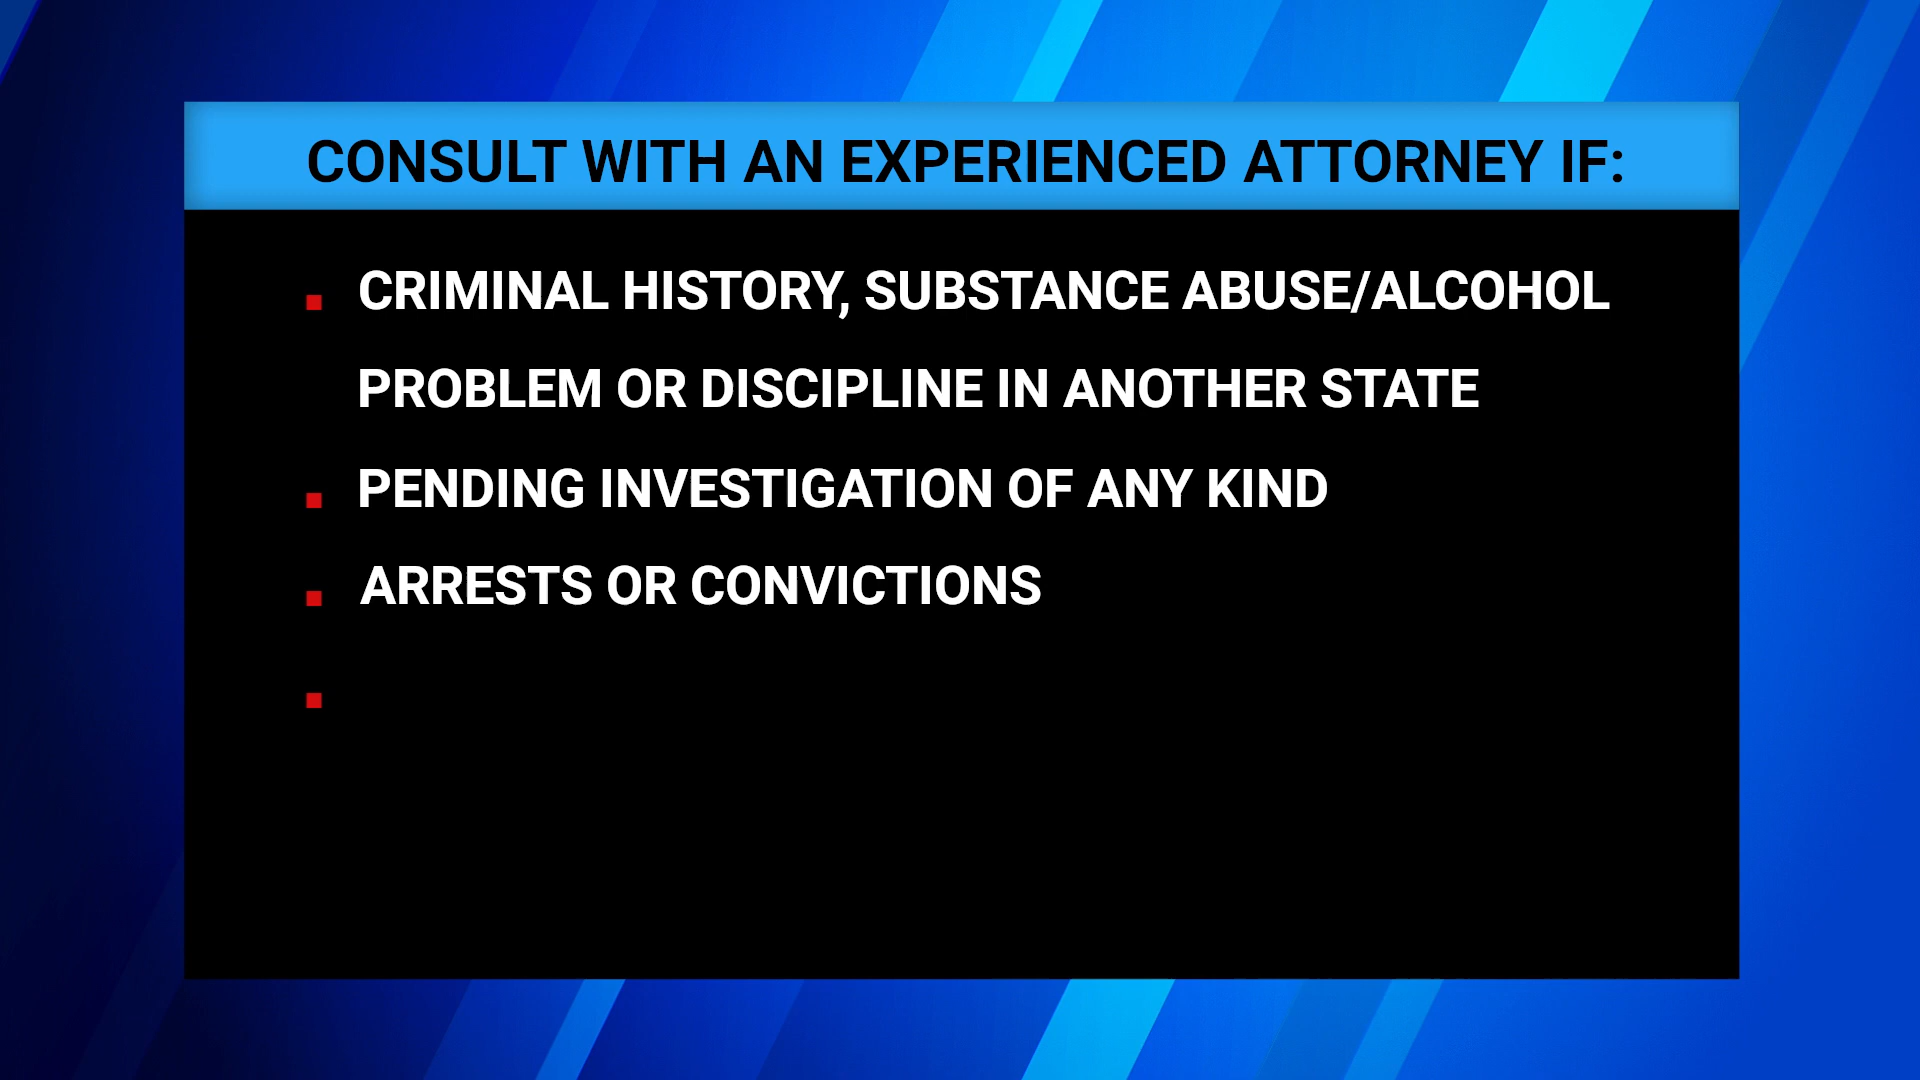 CONSULT WITH AN EXPERIENCED ATTORNEY IF:
CRIMINAL HISTORY, SUBSTANCE ABUSE/ALCOHOL
PROBLEM OR DISCIPLINE IN ANOTHER STATE
PENDING INVESTIGATION OF ANY KIND
ARRESTS OR CONVICTIONS